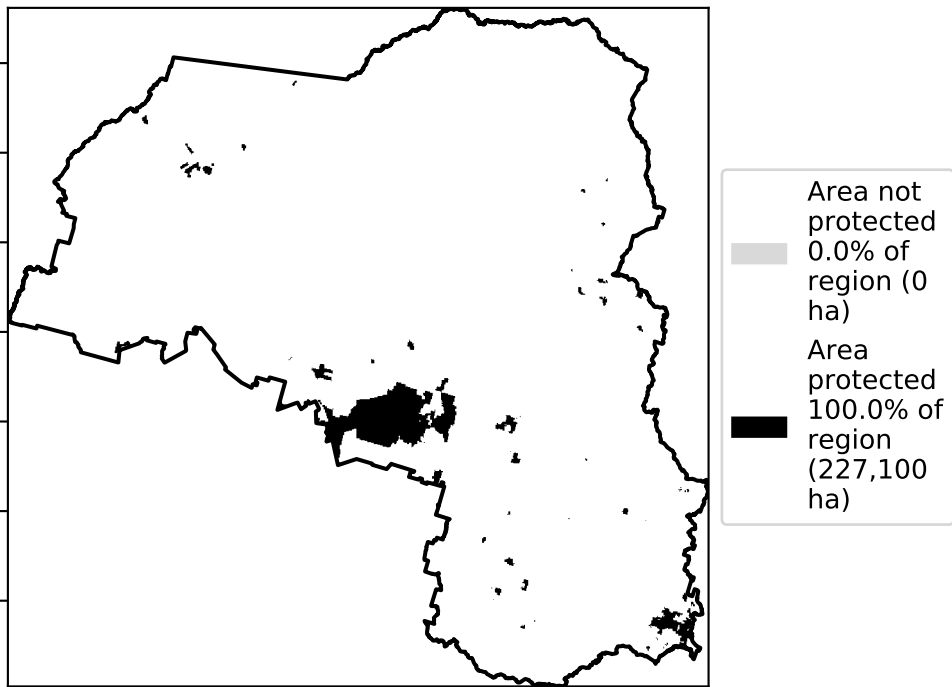 Area not
protected
0.0% of
region (0
ha)
Area
protected
100.0% of
region
(227,100
ha)